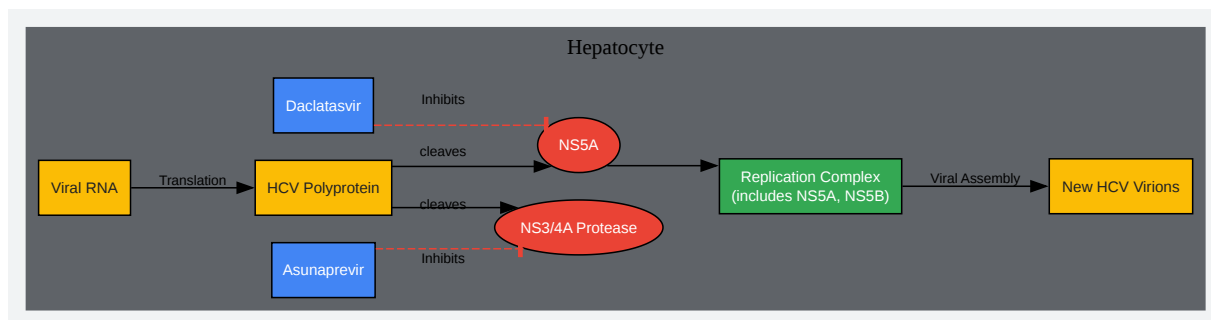 Hepatocyte
Daclatasvir
Inhibits
NS5A
cleaves
Viral RNA
Translation
HCV Polyprotein
cleaves
NS3/4A Protease
Replication Complex
(includes NS5A, NS5B)
Viral Assembly
New HCV Virions
Asunaprevir
Inhibits